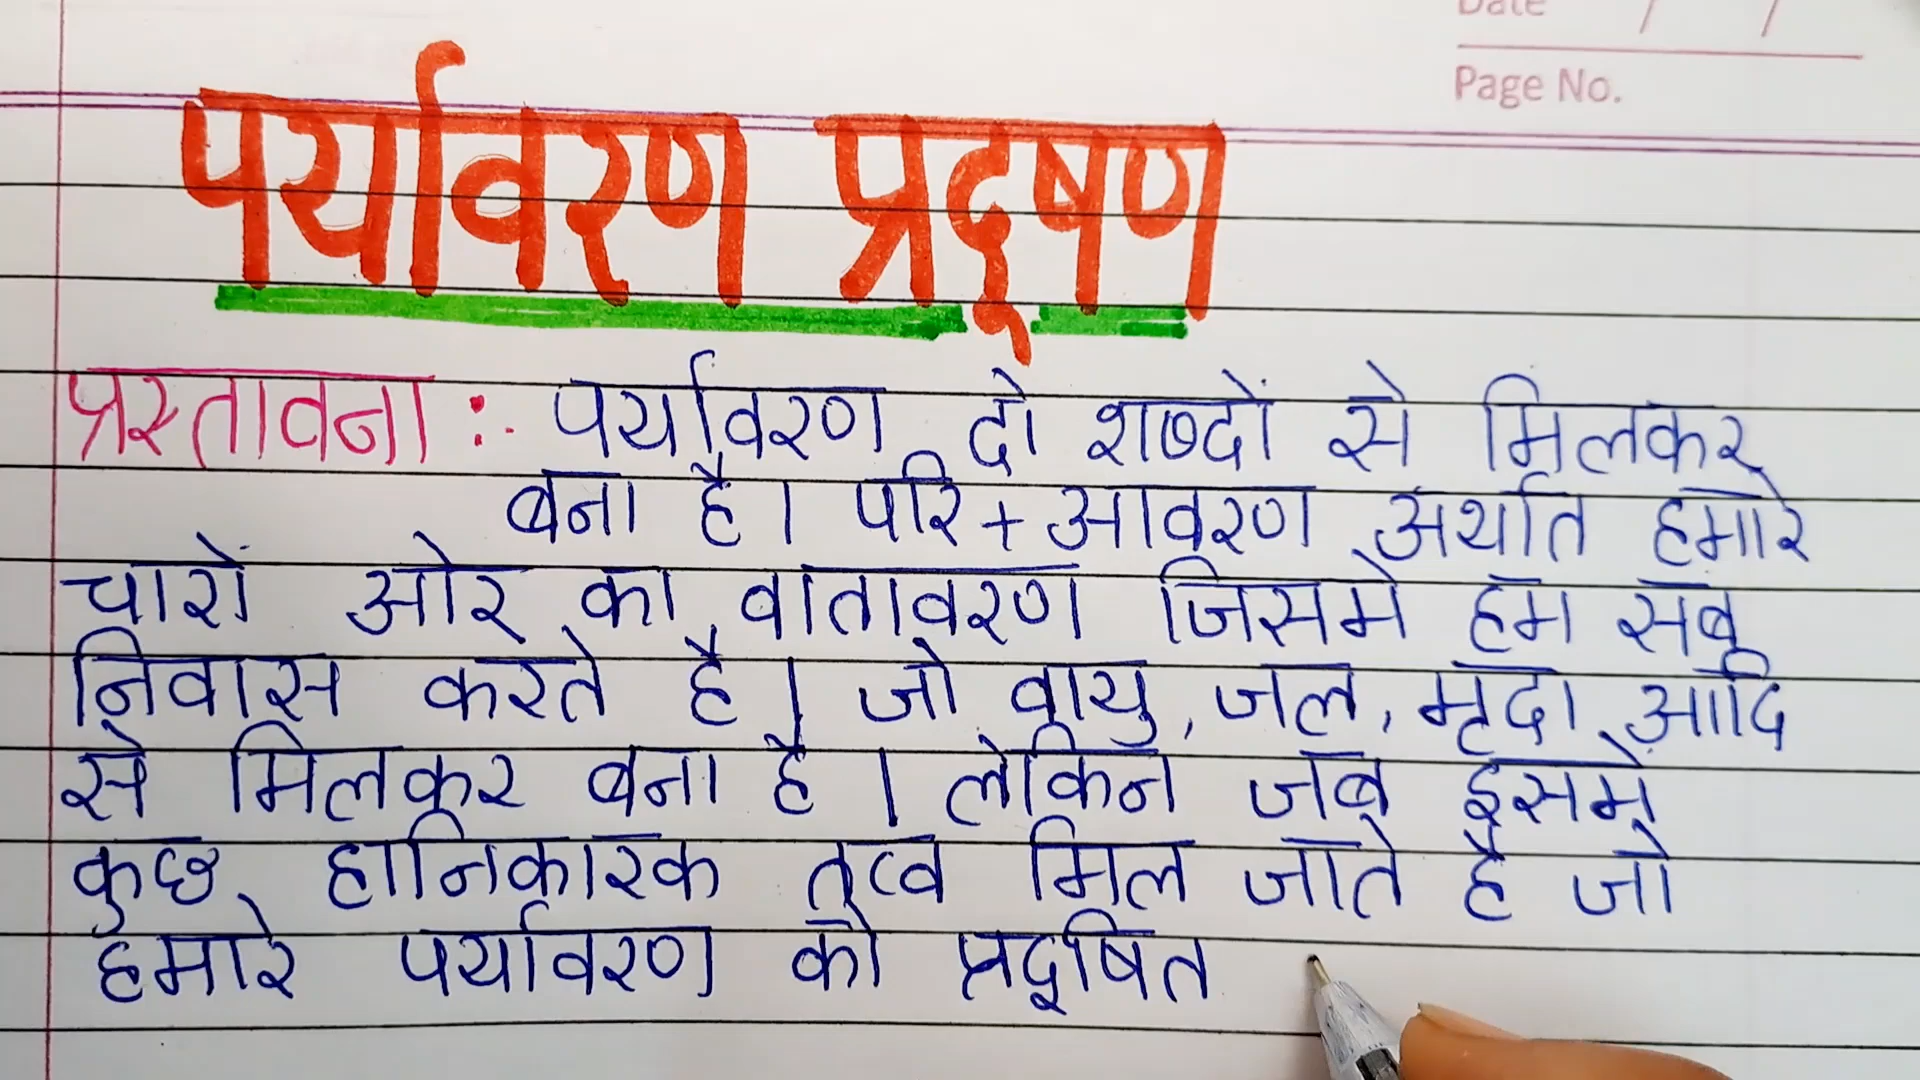 Date / /
Page No.
पर्यावरण प्रदूषण
प्रस्तावना :- पर्यावरण दो शब्दों से मिलकर
बना है। परि + आवरण अर्थात हमारे
चारों ओर का वातावरण जिसमे हम सब
निवास करते है। जो वायु, जल, मृदा आदि
से मिलकर बना है। लेकिन जब इसमे
कुछ हानिकारक तत्व मिल जाते है जो
हमारे पर्यावरण को प्रदूषित